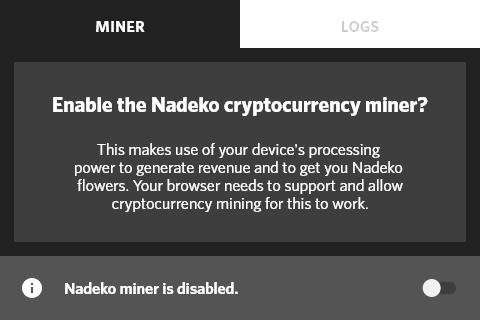 MINER
LOGS
Enable the Nadeko cryptocurrency miner?
This makes use of your device's processing
power to generate revenue and to get you Nadeko
flowers. Your browser needs to support and allow
cryptocurrency mining for this to work.
Nadeko miner is disabled.